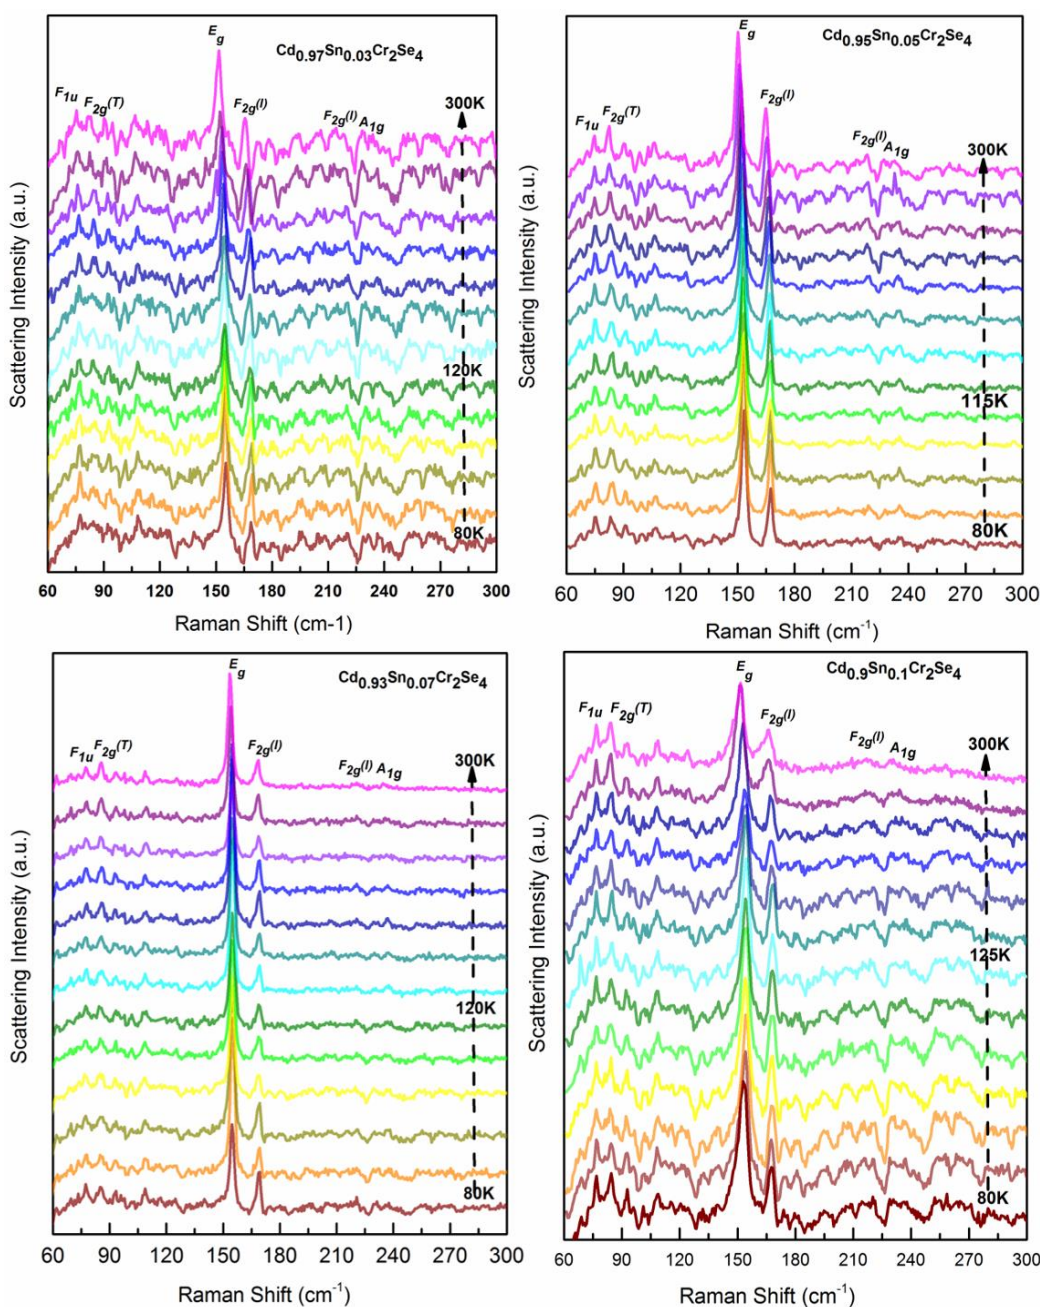 E_g
Cd0.97Sn0.03Cr2Se4
F1u F2g(T) F2g(I) F2g(I) A1g 300K
120K
80K
Scattering Intensity (a.u.)
60 90 120 150 180 210 240 270 300
Raman Shift (cm-1)
E_g
Cd0.95Sn0.05Cr2Se4
F1u F2g(T) F2g(I) F2g(I) A1g 300K
115K
80K
Scattering Intensity (a.u.)
60 90 120 150 180 210 240 270 300
Raman Shift (cm-1)
E_g
Cd0.93Sn0.07Cr2Se4
F1u F2g(T) F2g(I) F2g(I) A1g 300K
120K
80K
Scattering Intensity (a.u.)
60 90 120 150 180 210 240 270 300
Raman Shift (cm-1)
E_g
Cd0.9Sn0.1Cr2Se4
F1u F2g(T) F2g(I) F2g(I) A1g 300K
125K
80K
Scattering Intensity (a.u.)
60 90 120 150 180 210 240 270 300
Raman Shift (cm-1)